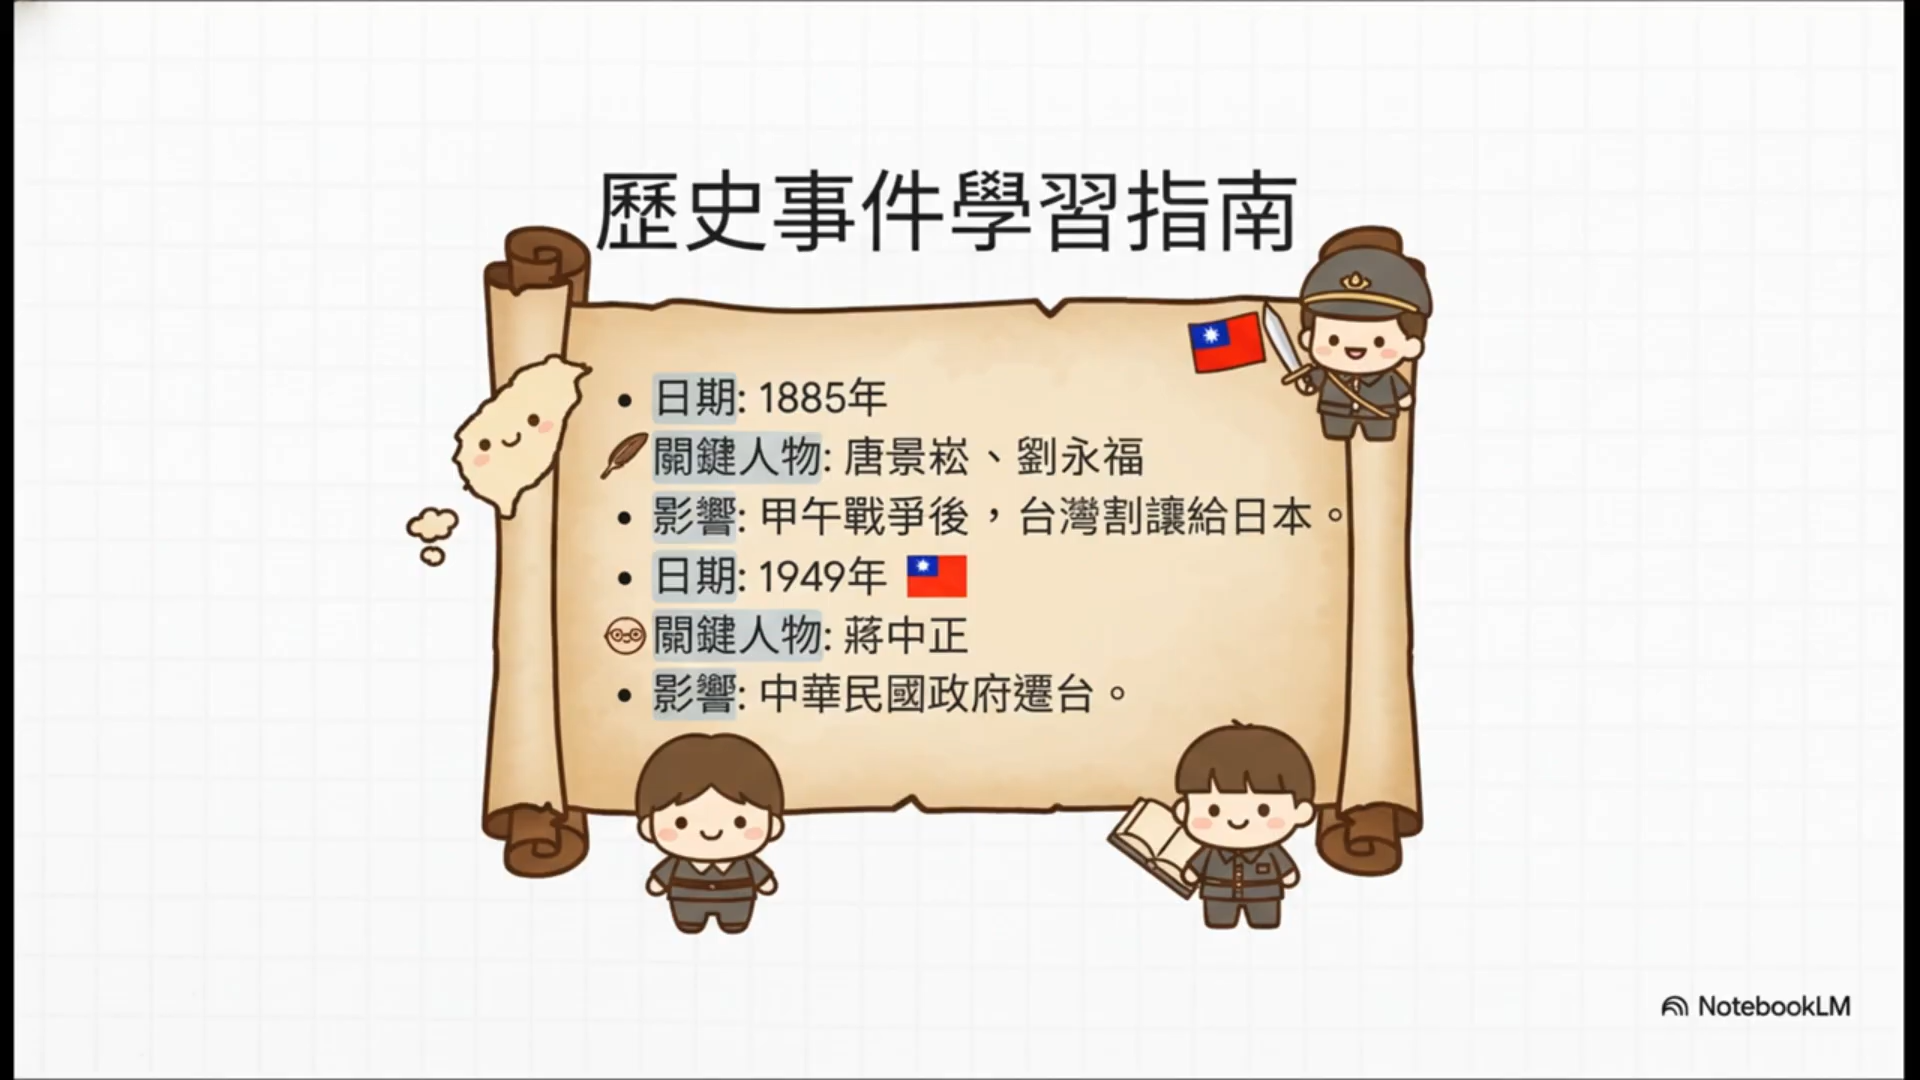 歷史事件學習指南
• 日期: 1885年
關鍵人物: 唐景崧、劉永福
• 影響: 甲午戰爭後，台灣割讓給日本。
• 日期: 1949年
關鍵人物: 蔣中正
• 影響: 中華民國政府遷台。
NotebookLM